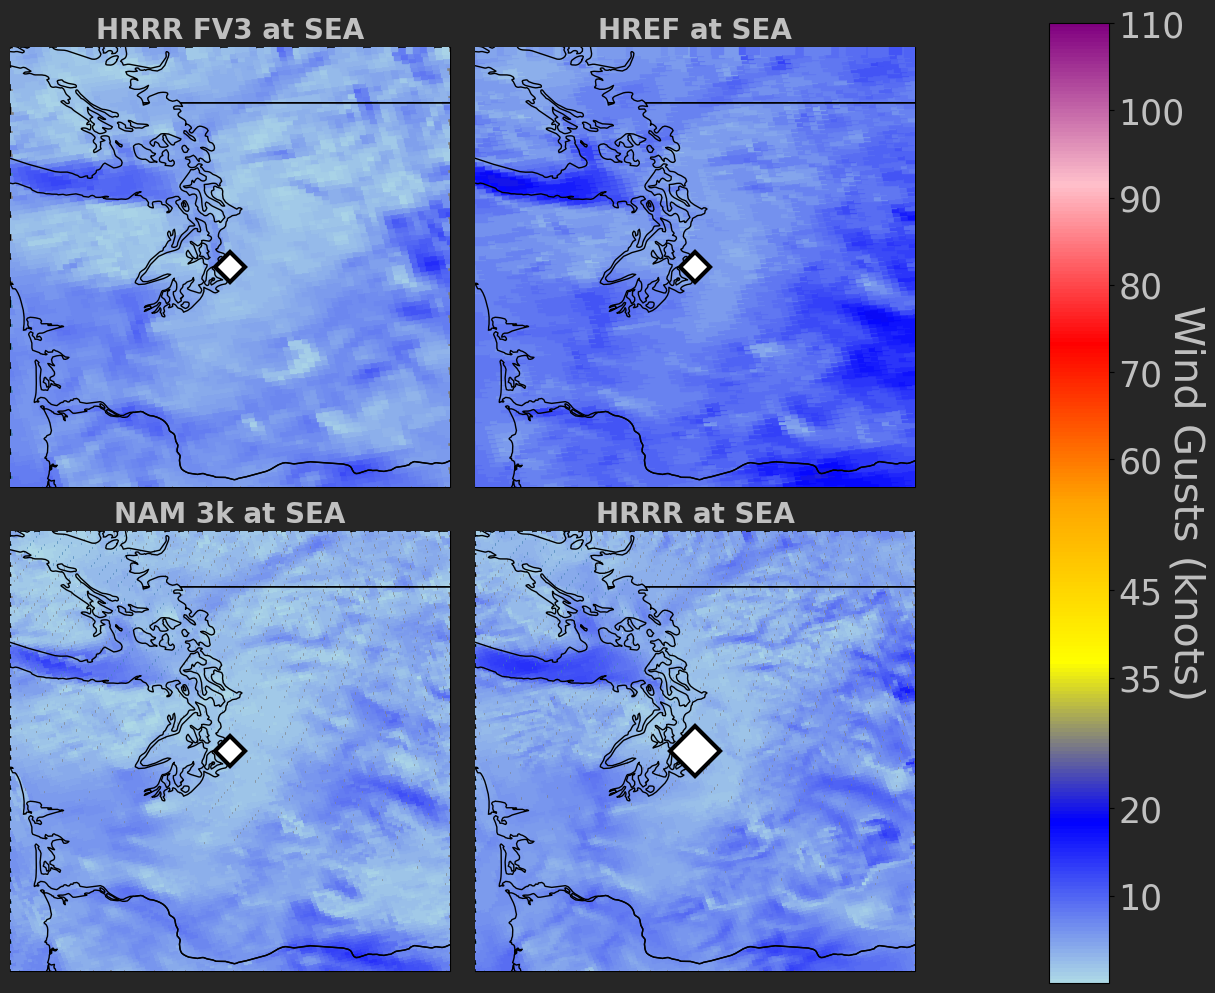 HRRR FV3 at SEA
HREF at SEA
NAM 3k at SEA
HRRR at SEA
110
100
90
80
70
60
45
35
20
10
Wind Gusts (knots)